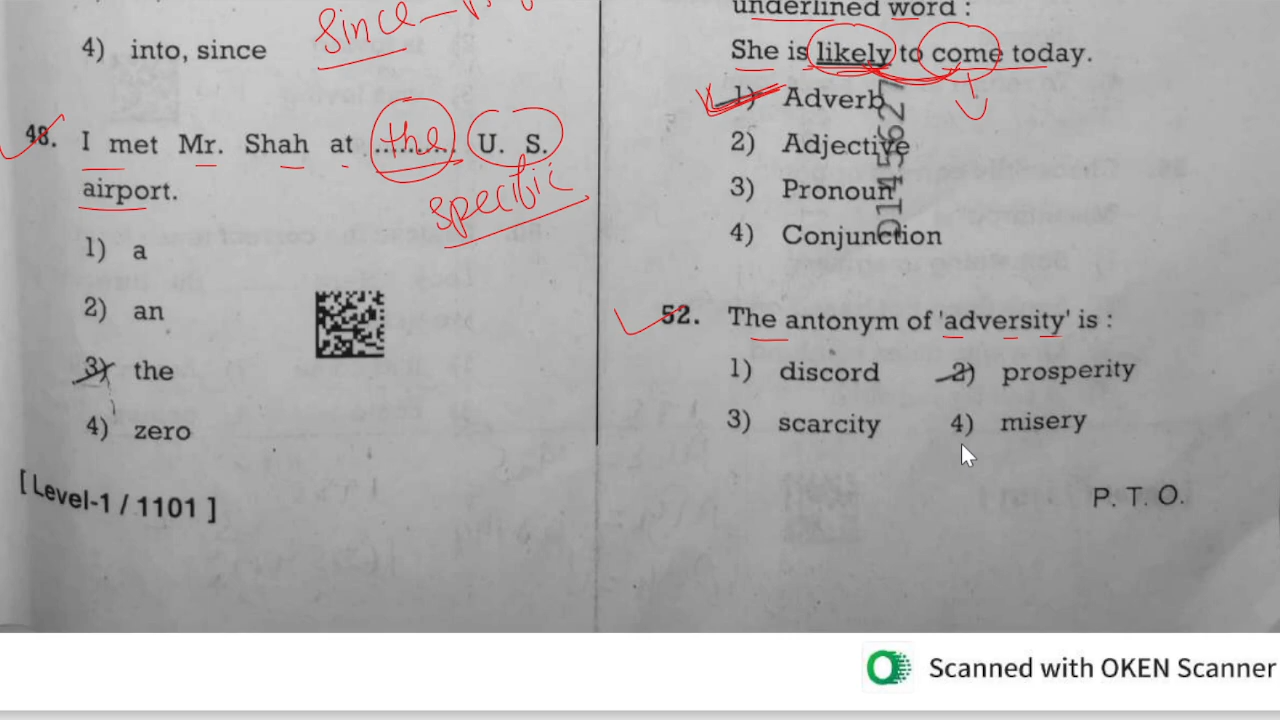 4) into, since
Since
48. I met Mr. Shah at ...the... U. S.
airport.
specific
1) a
2) an
3) the
4) zero
[ Level-1 / 1101 ]
underlined word :
She is likely to come today.
1) Adverb
2) Adjective
3) Pronoun
4) Conjunction
52. The antonym of 'adversity' is :
1) discord 2) prosperity
3) scarcity 4) misery
P. T. O.
Scanned with OKEN Scanner